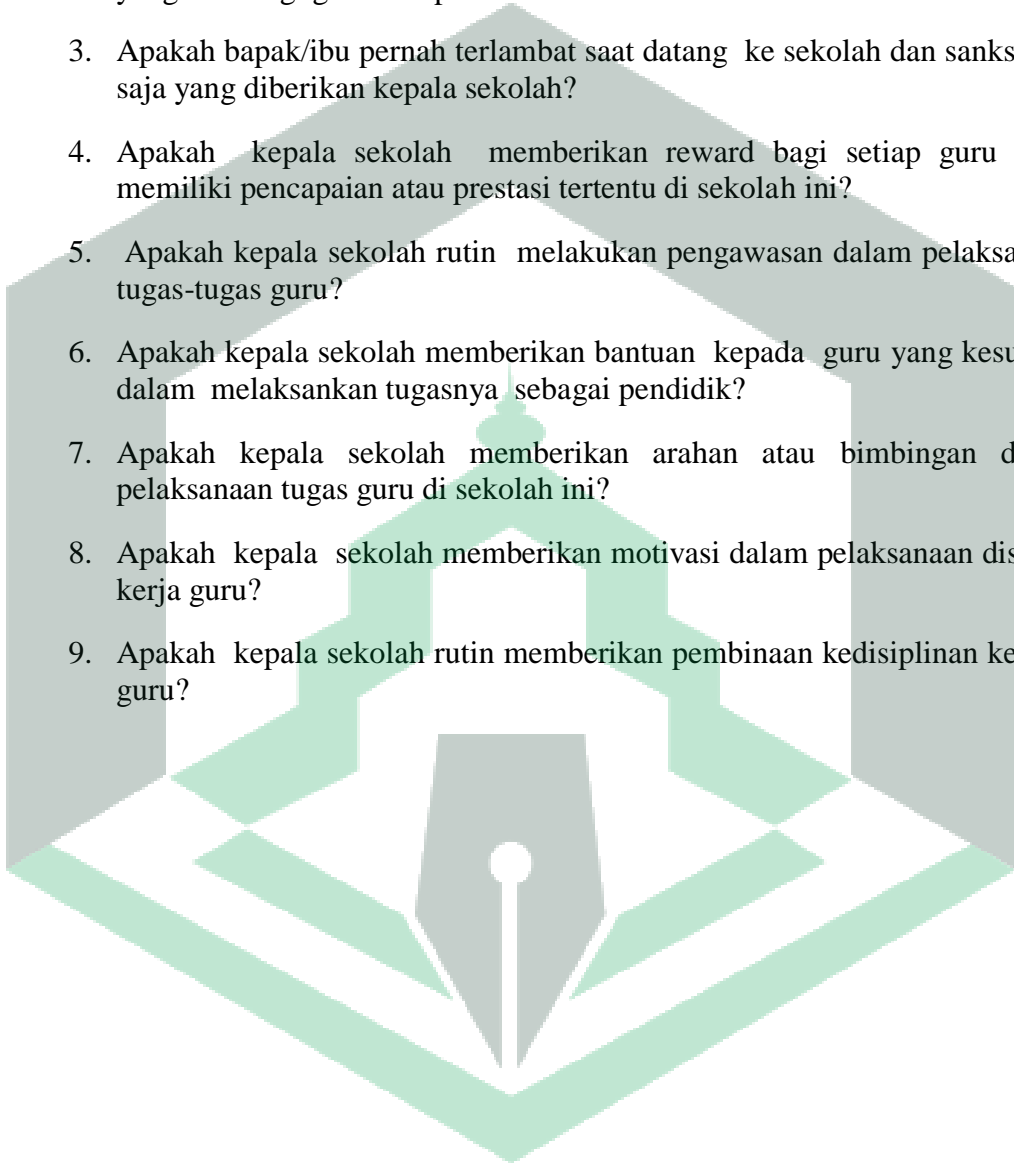 3. Apakah bapak/ibu pernah terlambat saat datang ke sekolah dan sanks
saja yang diberikan kepala sekolah?
4. Apakah kepala sekolah memberikan reward bagi setiap guru
memiliki pencapaian atau prestasi tertentu di sekolah ini?
5. Apakah kepala sekolah rutin melakukan pengawasan dalam pelaksa
tugas-tugas guru?
6. Apakah kepala sekolah memberikan bantuan kepada guru yang kesu
dalam melaksankan tugasnya sebagai pendidik?
7. Apakah kepala sekolah memberikan arahan atau bimbingan d
pelaksanaan tugas guru di sekolah ini?
8. Apakah kepala sekolah memberikan motivasi dalam pelaksanaan dis
kerja guru?
9. Apakah kepala sekolah rutin memberikan pembinaan kedisiplinan ke
guru?